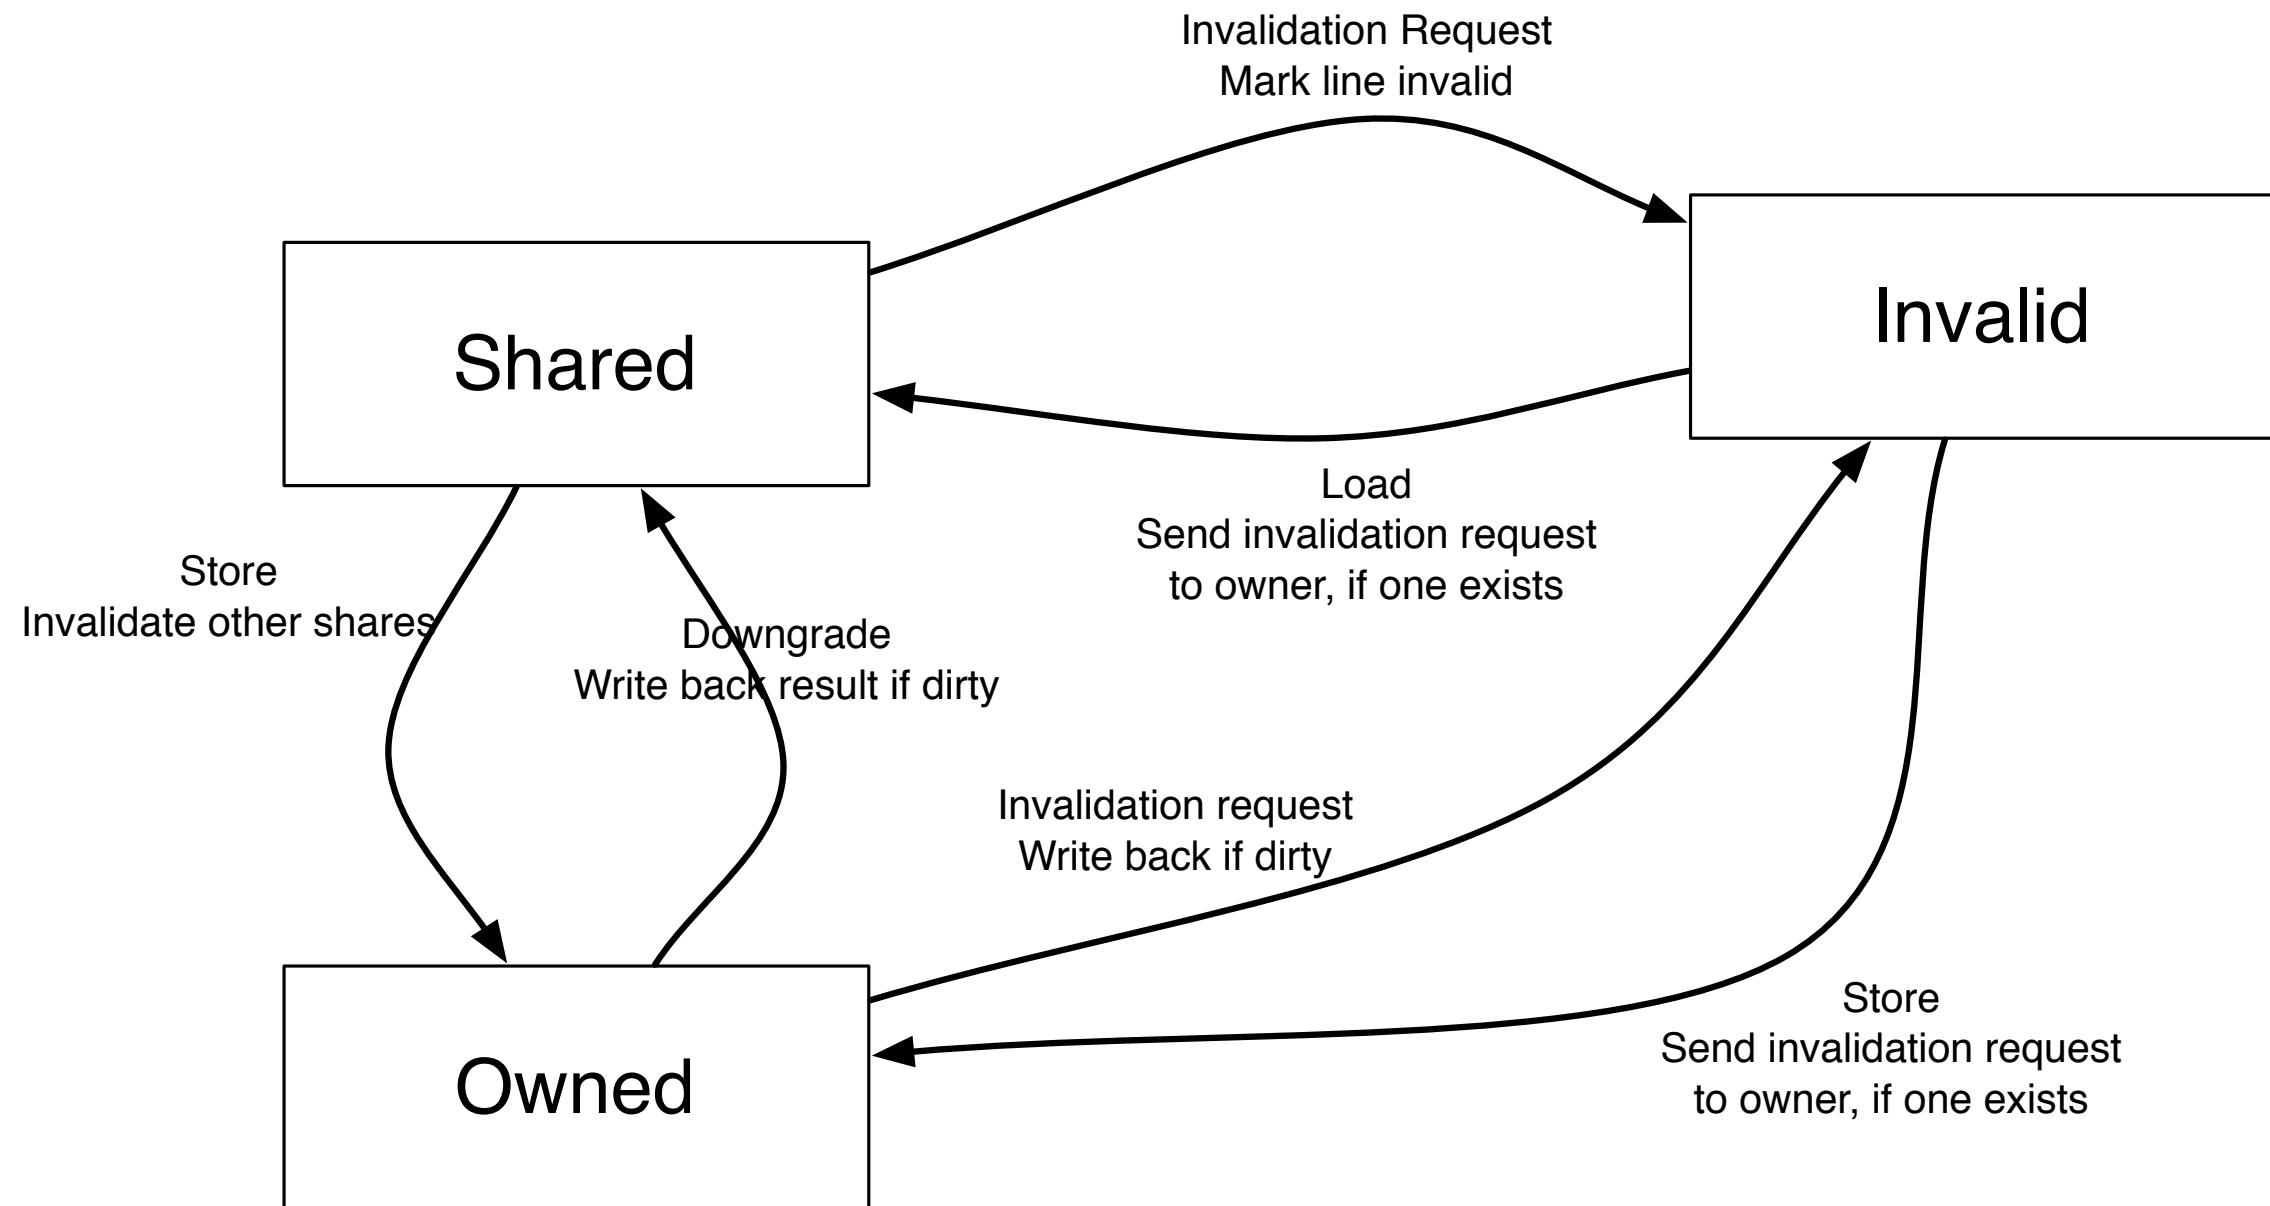 Invalidation Request
Mark line invalid
Invalid
Shared
Load
Send invalidation request
to owner, if one exists
Store
Invalidate other shares
Downgrade
Write back result if dirty
Invalidation request
Write back if dirty
Store
Send invalidation request
to owner, if one exists
Owned